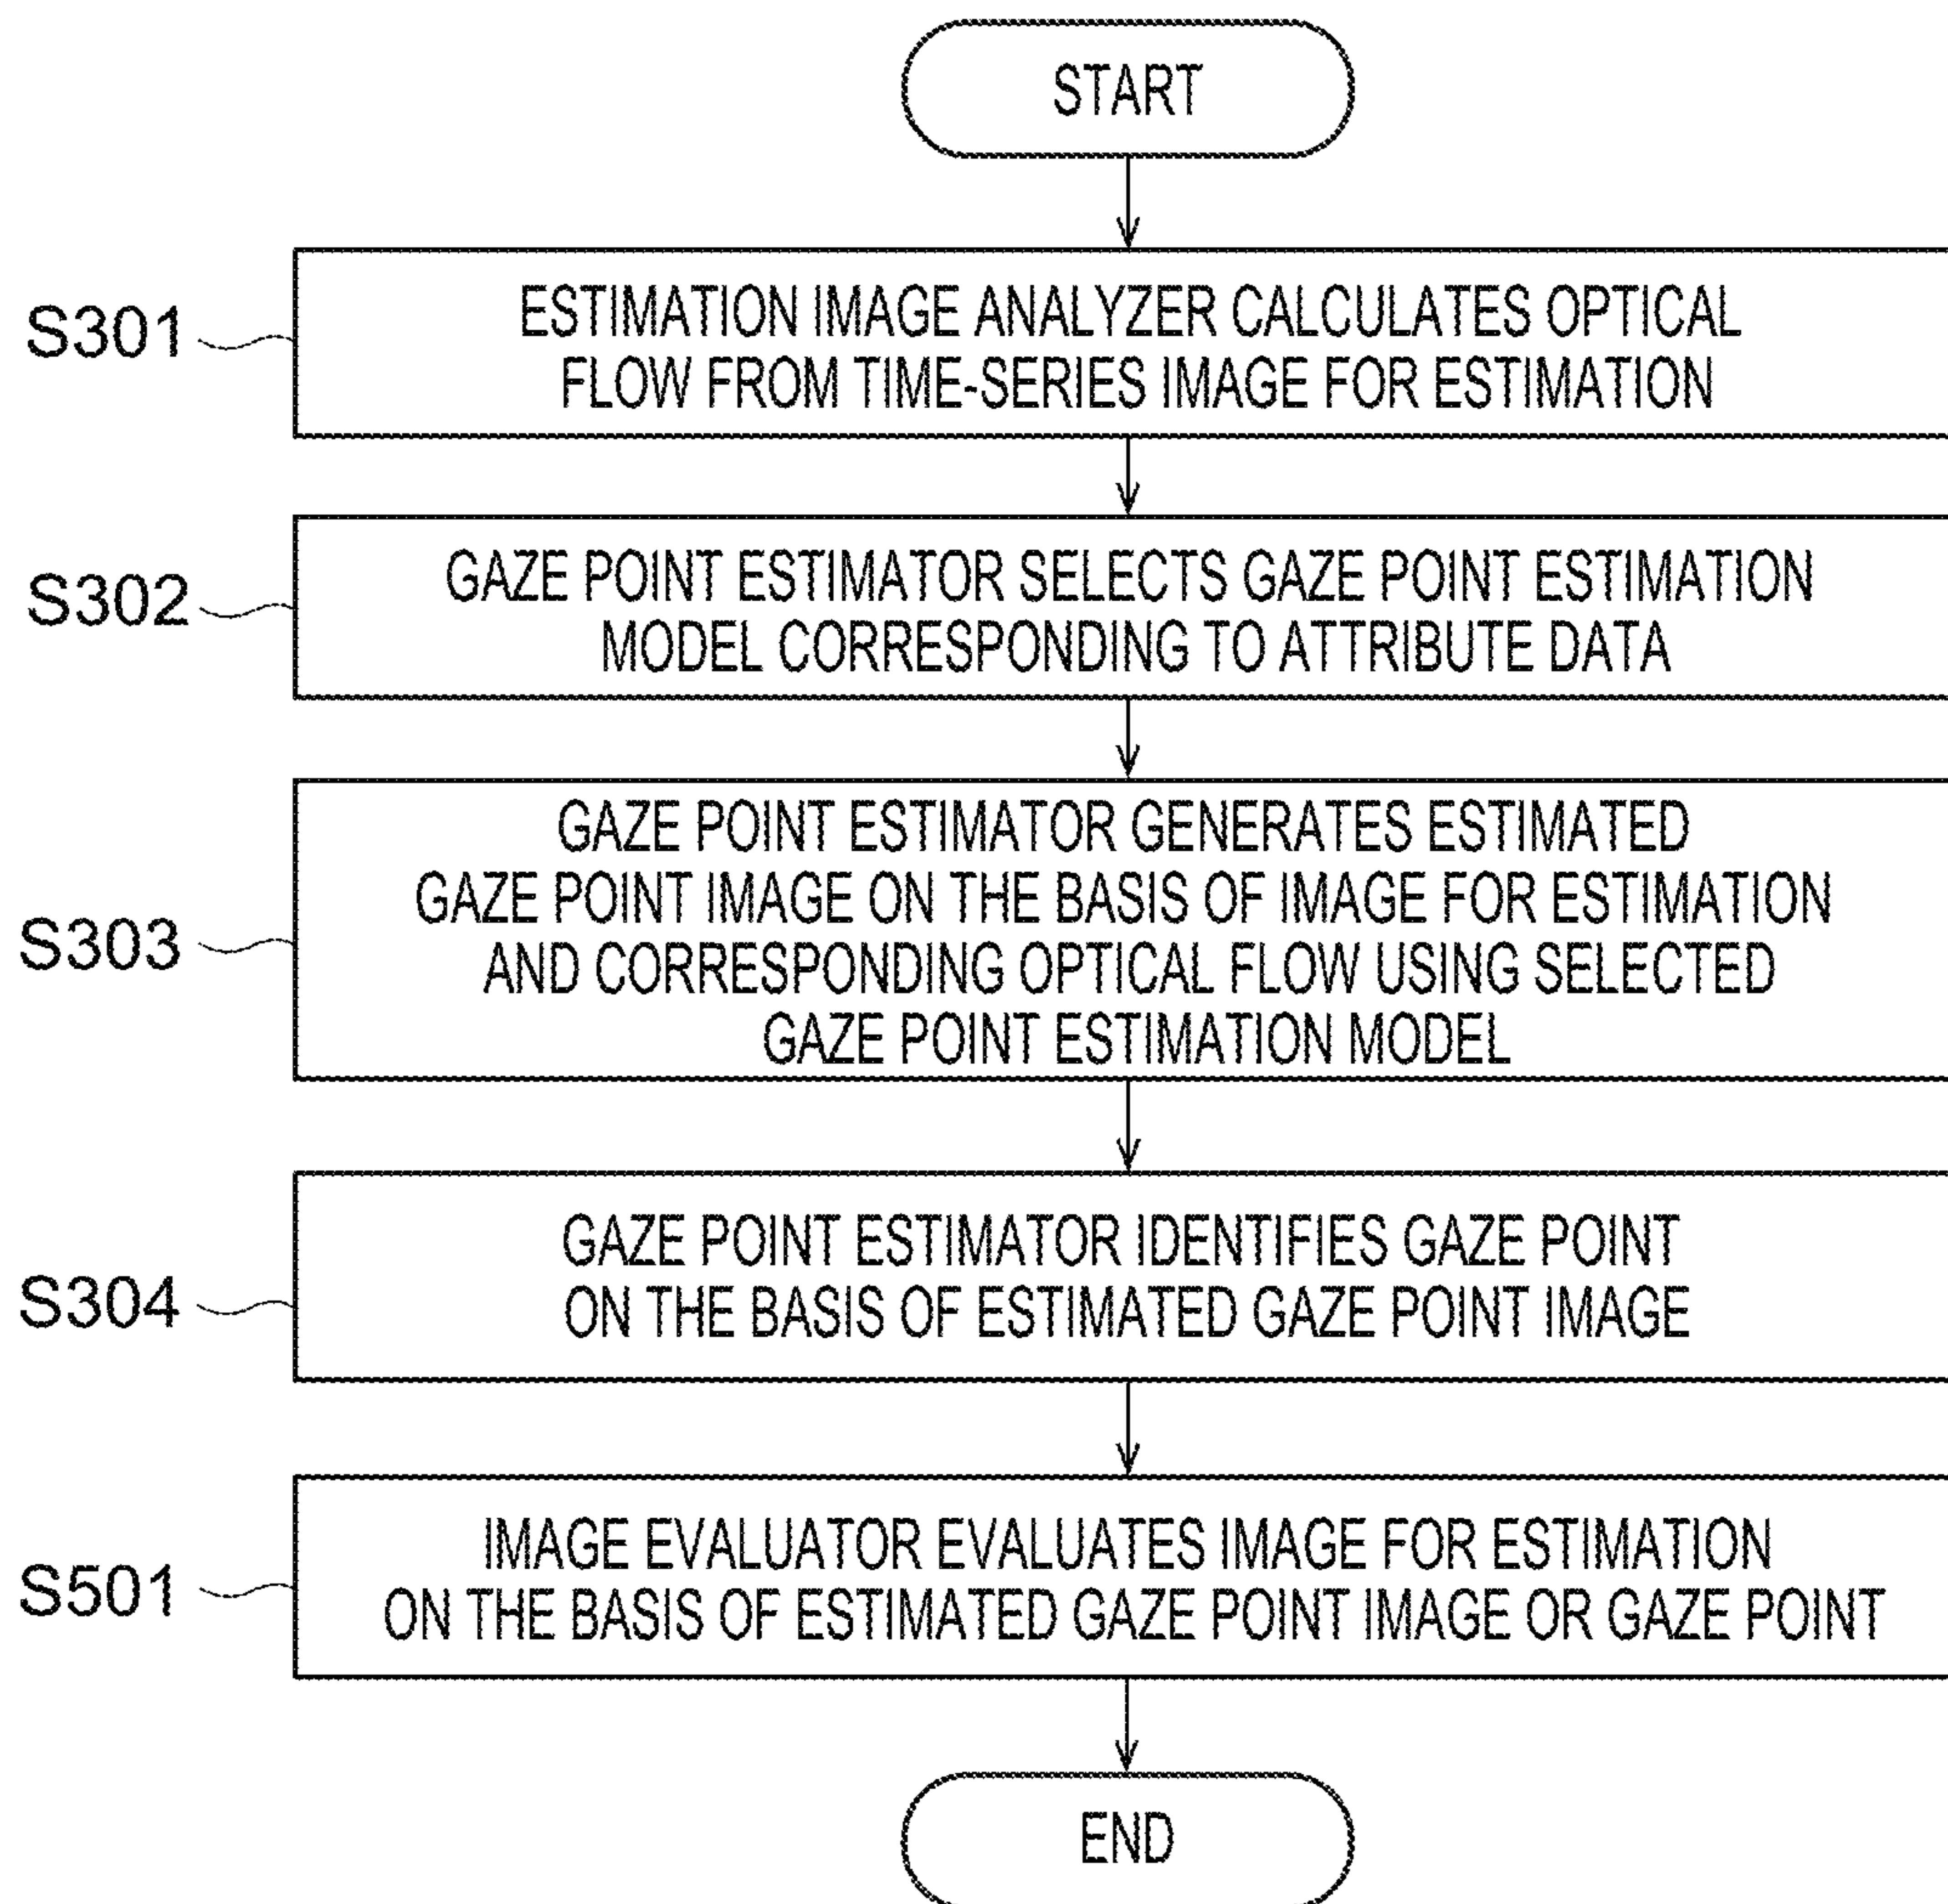 START
S301
ESTIMATION IMAGE ANALYZER CALCULATES OPTICAL
FLOW FROM TIME-SERIES IMAGE FOR ESTIMATION
S302
GAZE POINT ESTIMATOR SELECTS GAZE POINT ESTIMATION
MODEL CORRESPONDING TO ATTRIBUTE DATA
S303
GAZE POINT ESTIMATOR GENERATES ESTIMATED
GAZE POINT IMAGE ON THE BASIS OF IMAGE FOR ESTIMATION
AND CORRESPONDING OPTICAL FLOW USING SELECTED
GAZE POINT ESTIMATION MODEL
S304
GAZE POINT ESTIMATOR IDENTIFIES GAZE POINT
ON THE BASIS OF ESTIMATED GAZE POINT IMAGE
S501
IMAGE EVALUATOR EVALUATES IMAGE FOR ESTIMATION
ON THE BASIS OF ESTIMATED GAZE POINT IMAGE OR GAZE POINT
END